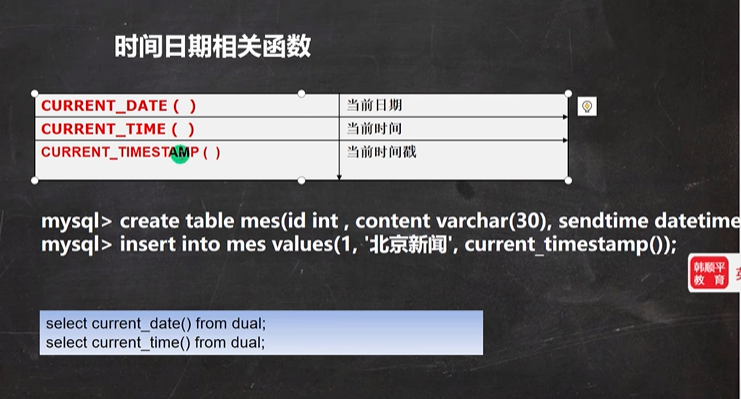 时间日期相关函数
CURRENT_DATE ( ) 当前日期
CURRENT_TIME ( ) 当前时间
CURRENT_TIMESTAMP ( ) 当前时间戳
mysql> create table mes(id int , content varchar(30), sendtime datetime
mysql> insert into mes values(1, '北京新闻', current_timestamp());
韩顺平
教 育
select current_date() from dual;
select current_time() from dual;